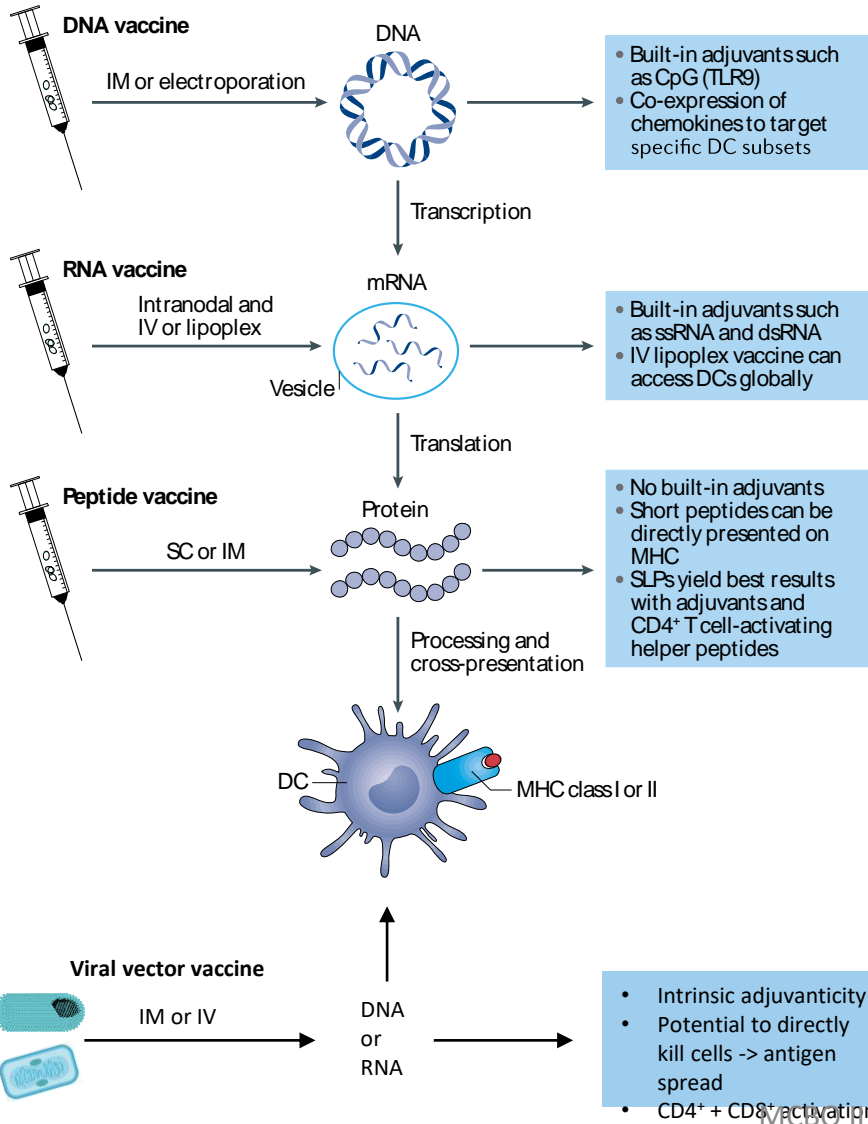 DNA vaccine
DNA
IM or electroporation
• Built-in adjuvants such
as CpG (TLR9)
• Co-expression of
chemokines to target
specific DC subsets
Transcription
RNA vaccine
mRNA
Intranodal and
IV or lipoplex
Vesicle
• Built-in adjuvants such
as ssRNA and dsRNA
• IV lipoplex vaccine can
access DCs globally
Translation
Peptide vaccine
Protein
SC or IM
• No built-in adjuvants
• Short peptides can be
directly presented on
MHC
• SLPs yield best results
with adjuvants and
CD4⁺ T cell-activating
helper peptides
Processing and
cross-presentation
DC
MHC class I or II
Viral vector vaccine
IM or IV
DNA
or
RNA
• Intrinsic adjuvanticity
• Potential to directly
kill cells -> antigen
spread
• CD4⁺ + CD8⁺ activation
MCBO II